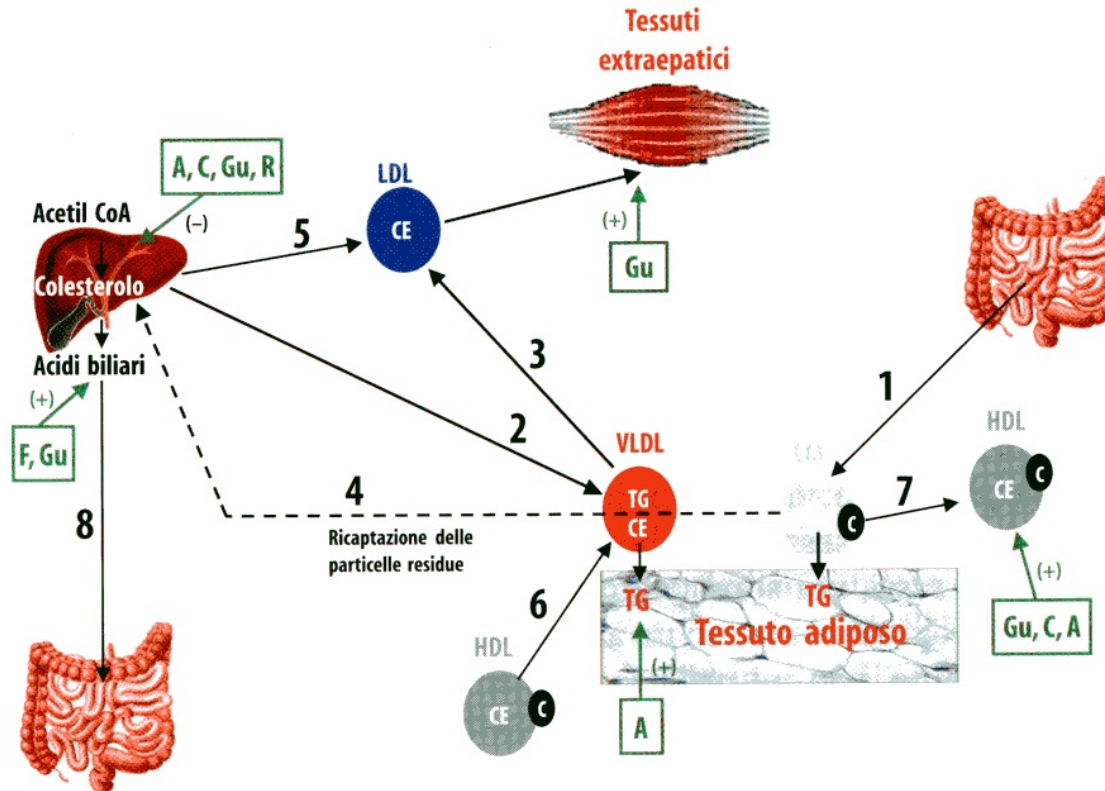 Tessuti
extraepatici
A, C, Gu, R
(–)
Acetil CoA
Colesterolo
Acidi biliari
(+)
F, Gu
8
5
LDL
CE
(+)
Gu
3
2
1
4
Ricaptazione delle
particelle residue
VLDL
TG
CE
C
7
HDL
CE
C
(+)
Gu, C, A
6
HDL
CE
C
TG
TG
Tessuto adiposo
(+)
A